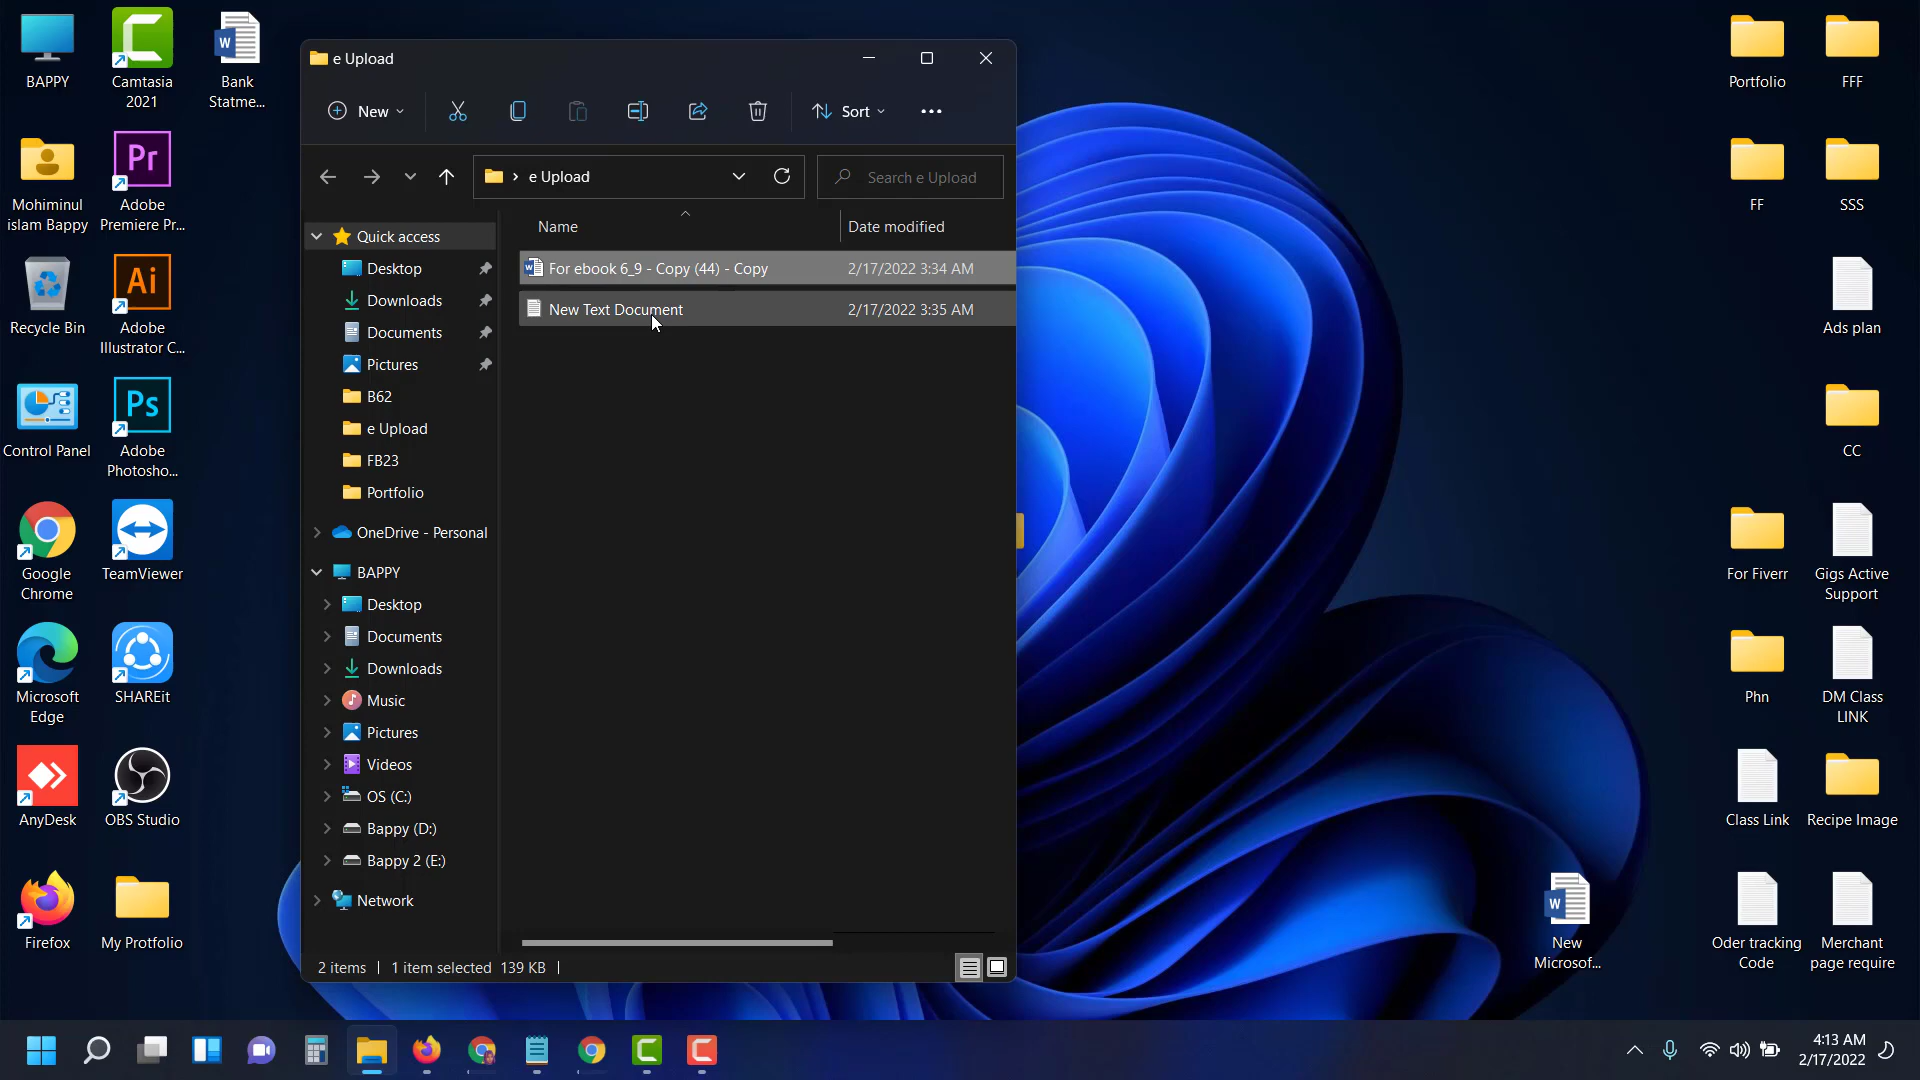 BAPPY
Camtasia
2021
Bank
Statme...
Mohiminul
islam Bappy
Pr
Adobe
Premiere Pr...
Recycle Bin
Ai
Adobe
Illustrator C...
Control Panel
Ps
Adobe
Photosho...
Google
Chrome
TeamViewer
Microsoft
Edge
SHAREit
AnyDesk
OBS Studio
Firefox
My Protfolio
e Upload
New
Sort
e Upload
Search e Upload
Name
Date modified
For ebook 6_9 - Copy (44) - Copy
2/17/2022 3:34 AM
New Text Document
2/17/2022 3:35 AM
Quick access
Desktop
Downloads
Documents
Pictures
B62
e Upload
FB23
Portfolio
OneDrive - Personal
BAPPY
Desktop
Documents
Downloads
Music
Pictures
Videos
OS (C:)
Bappy (D:)
Bappy 2 (E:)
Network
2 items
1 item selected 139 KB
Portfolio
FFF
FF
SSS
Ads plan
CC
For Fiverr
Gigs Active
Support
Phn
DM Class
LINK
Class Link
Recipe Image
New
Microsof...
Oder tracking
Code
Merchant
page require
4:13 AM
2/17/2022